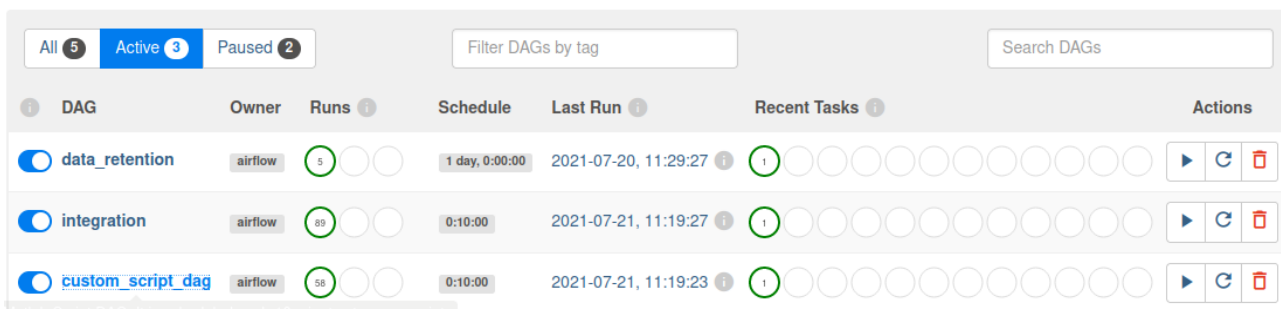 All 5 Active 3 Paused 2 Filter DAGs by tag Search DAGs
i DAG Owner Runs i Schedule Last Run i Recent Tasks i Actions
data_retention airflow 5 1 day, 0:00:00 2021-07-20, 11:29:27 i 1
integration airflow 89 0:10:00 2021-07-21, 11:19:27 i 1
custom_script_dag airflow 58 0:10:00 2021-07-21, 11:19:23 i 1